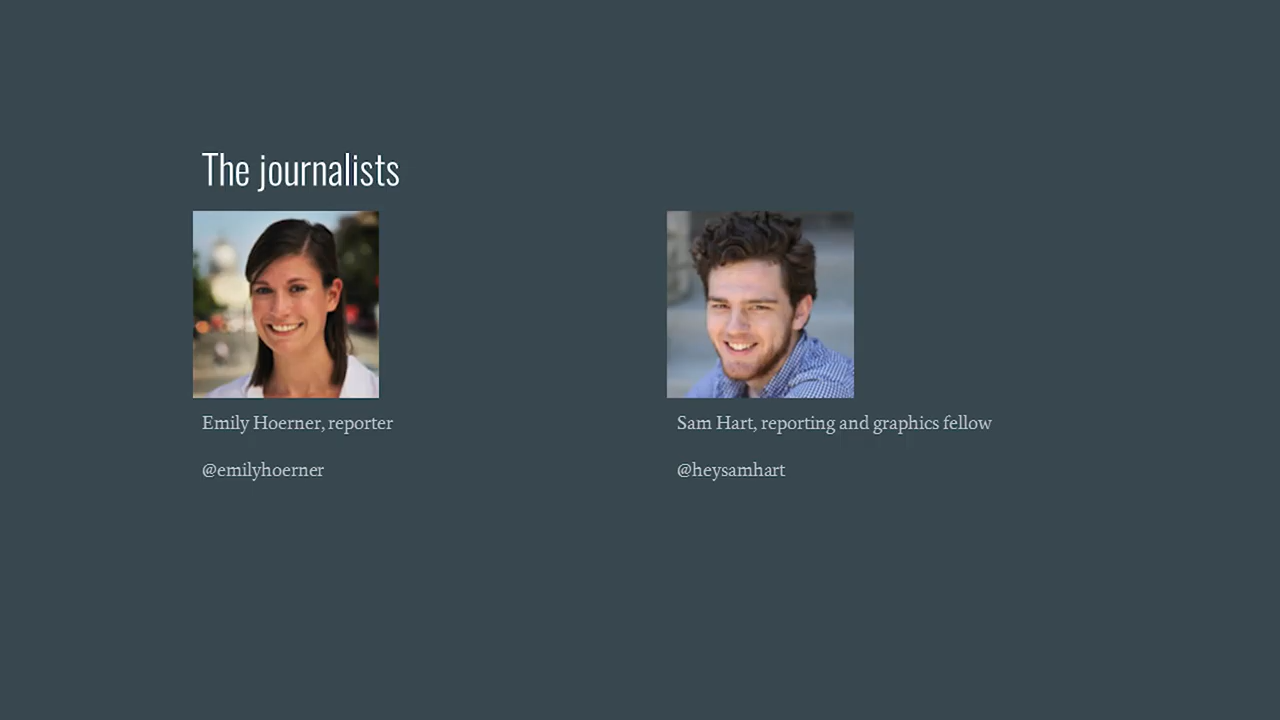 The journalists
Emily Hoerner, reporter
@emilyhoerner
Sam Hart, reporting and graphics fellow
@heysamhart